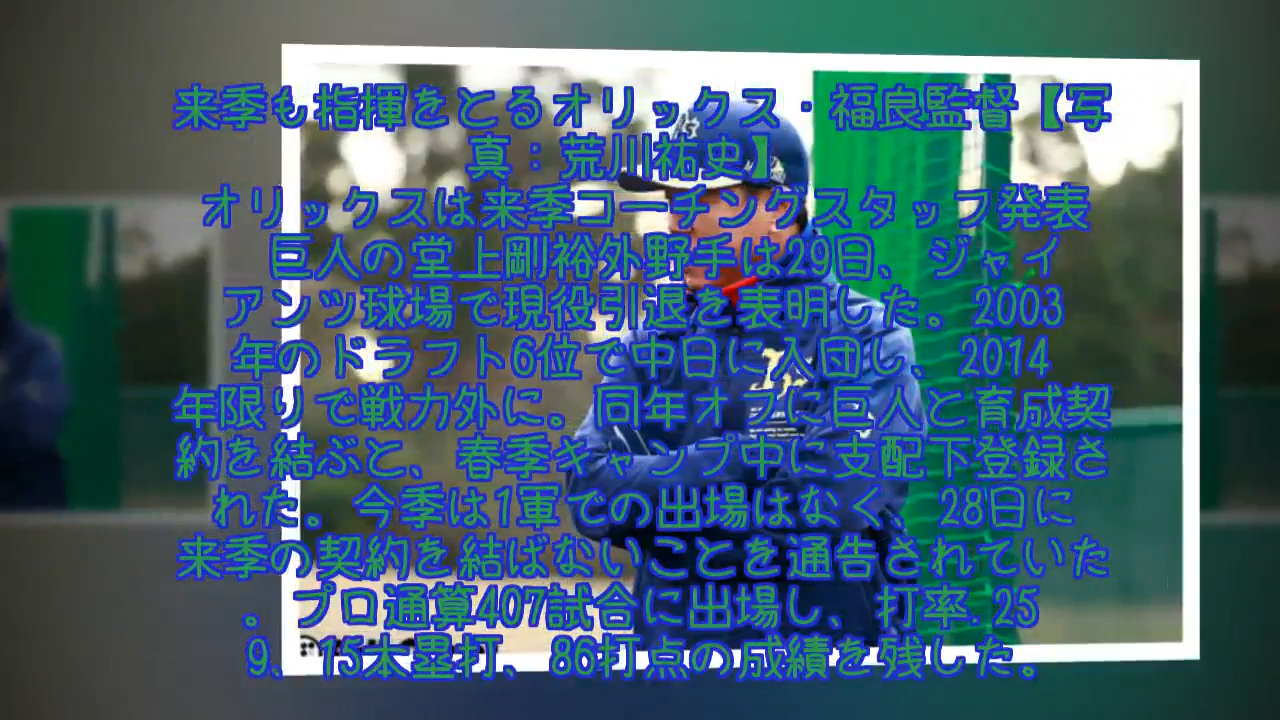 来季も指揮をとるオリックス・福良監督【写
真：荒川祐史】
オリックスは来季コーチングスタッフ発表
巨人の堂上剛裕外野手は29日、ジャイ
アンツ球場で現役引退を表明した。2003
年のドラフト6位で中日に入団し、2014
年限りで戦力外に。同年オフに巨人と育成契
約を結ぶと、春季キャンプ中に支配下登録さ
れた。今季は1軍での出場はなく、28日に
来季の契約を結ばないことを通告されていた
。プロ通算407試合に出場し、打率.25
9、15本塁打、86打点の成績を残した。